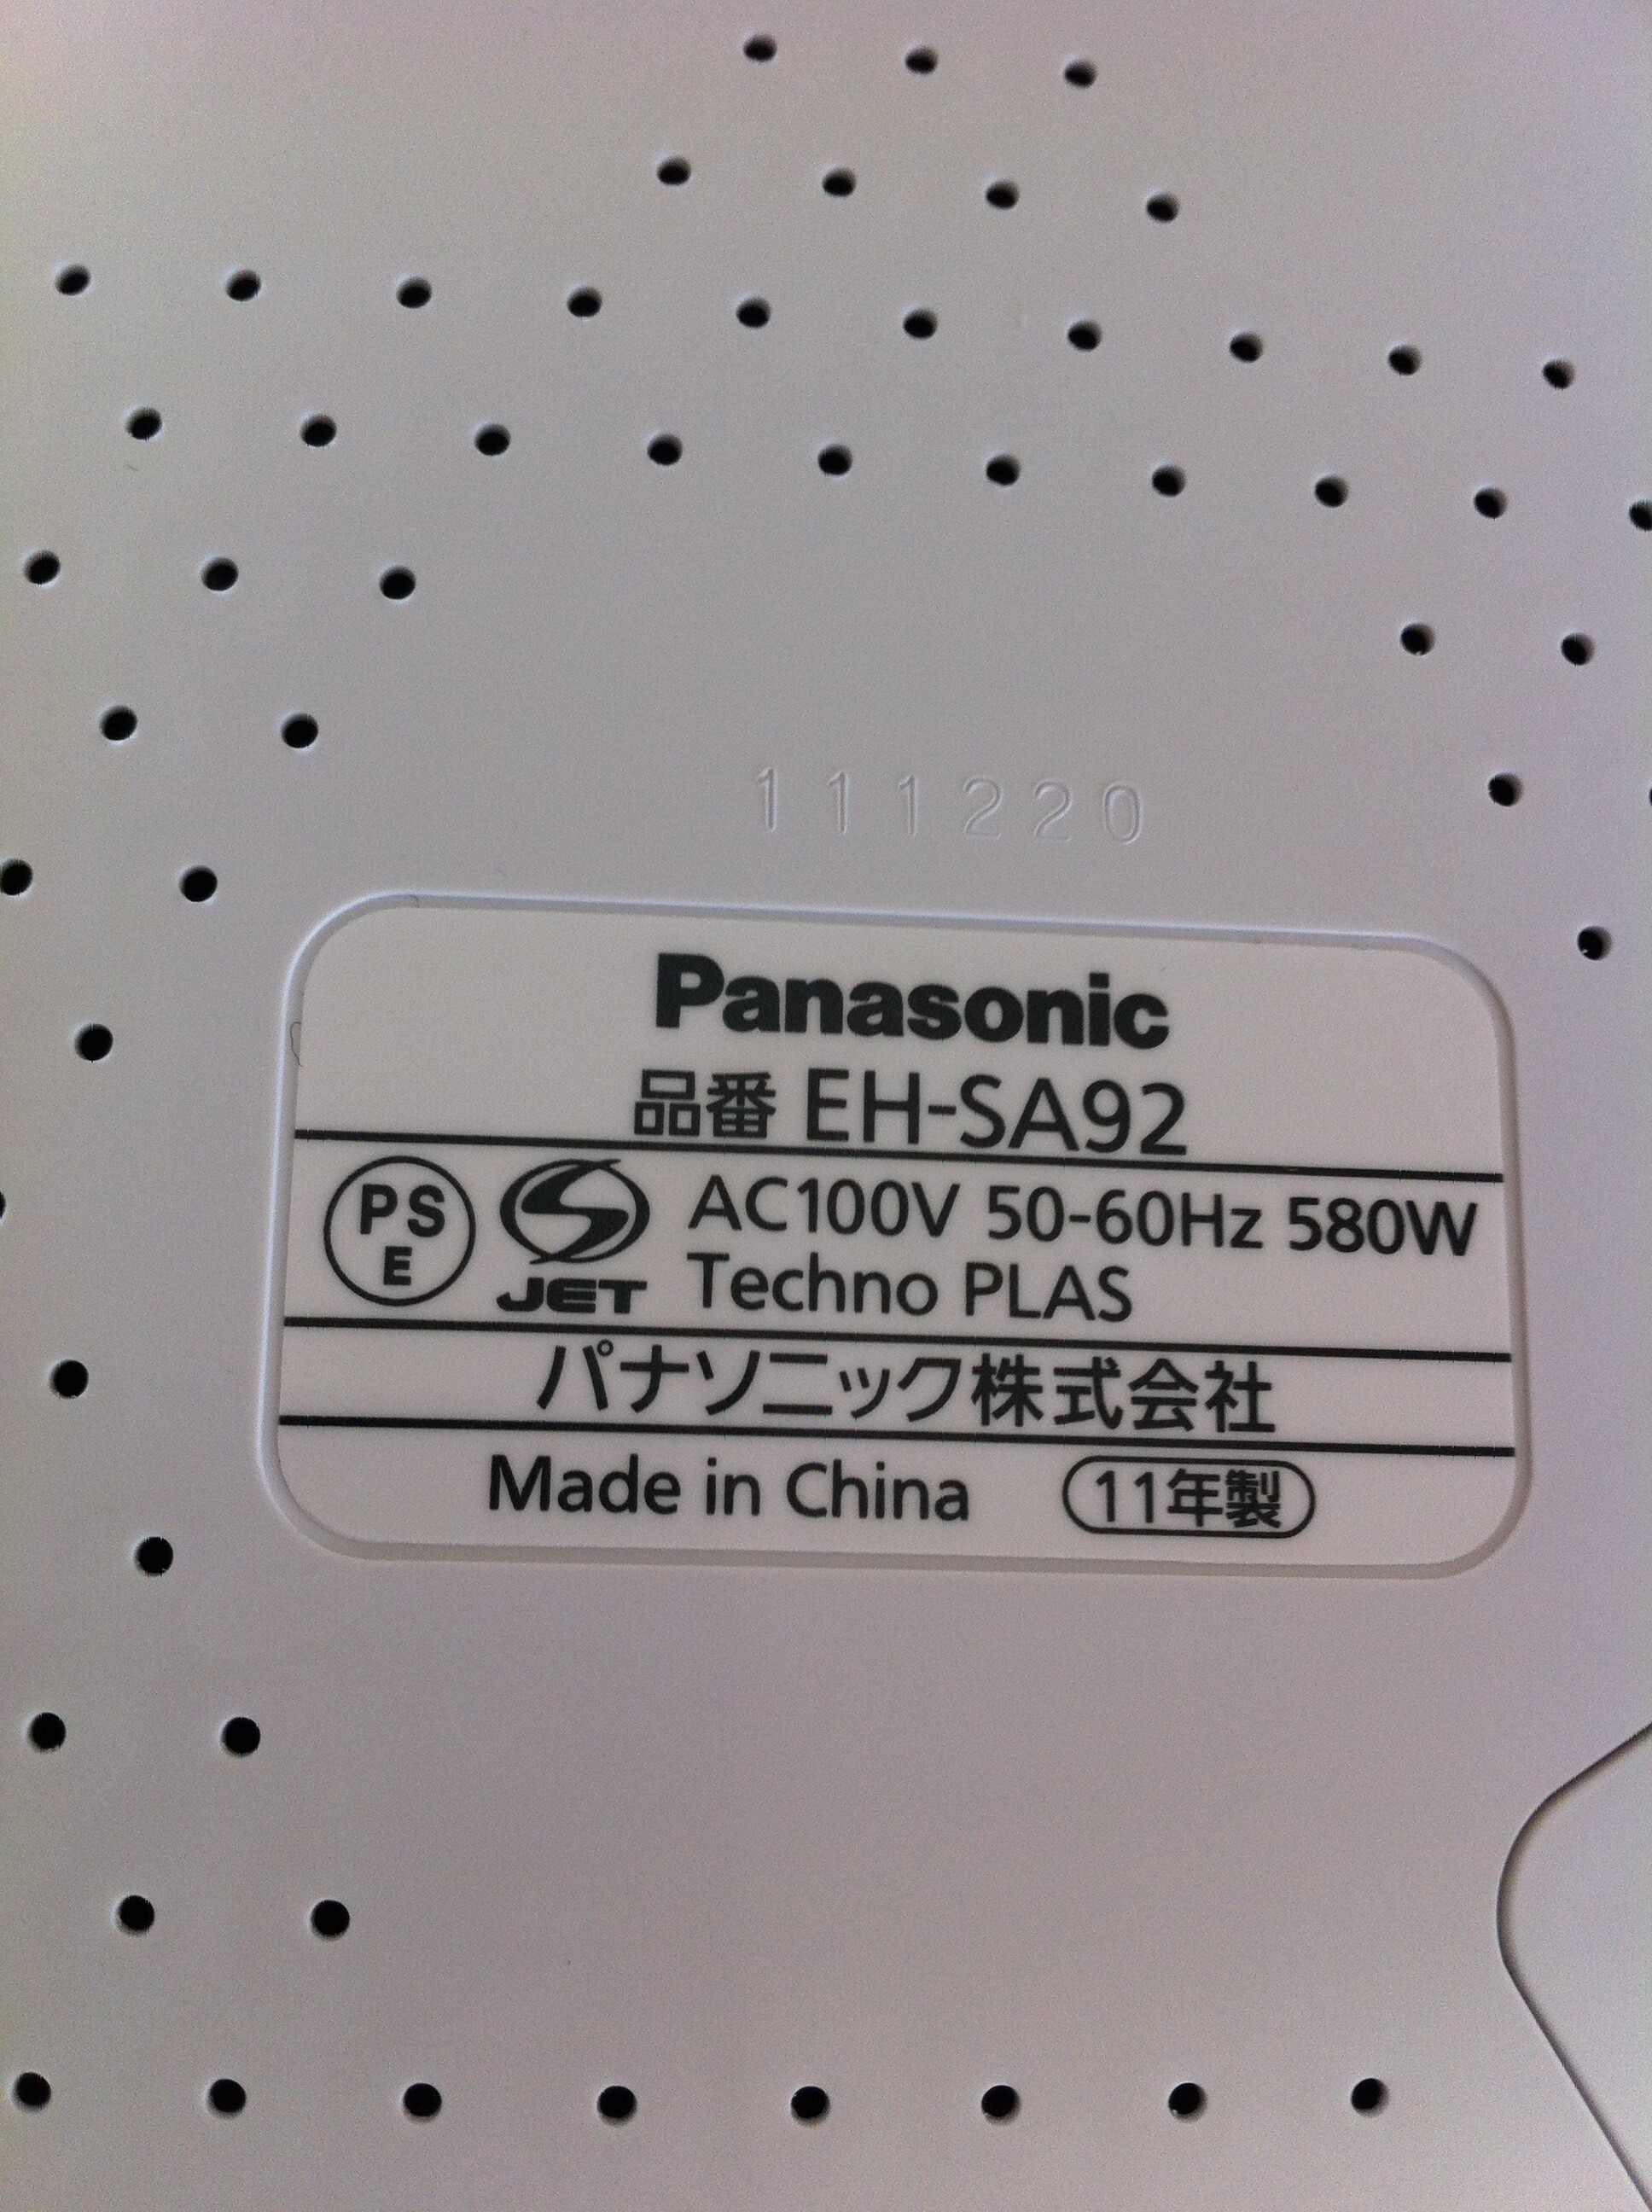 111220
Panasonic
品番 EH-SA92
PS
E
JET
AC100V 50-60Hz 580W
Techno PLAS
パナソニック株式会社
Made in China 11年製